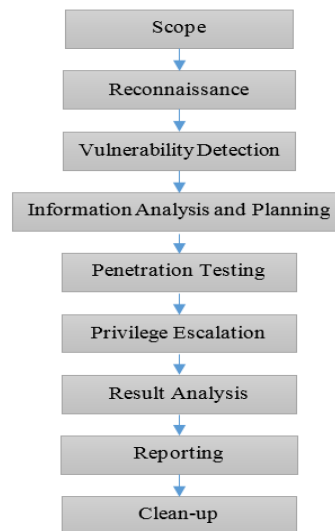 Scope
Reconnaissance
Vulnerability Detection
Information Analysis and Planning
Penetration Testing
Privilege Escalation
Result Analysis
Reporting
Clean-up